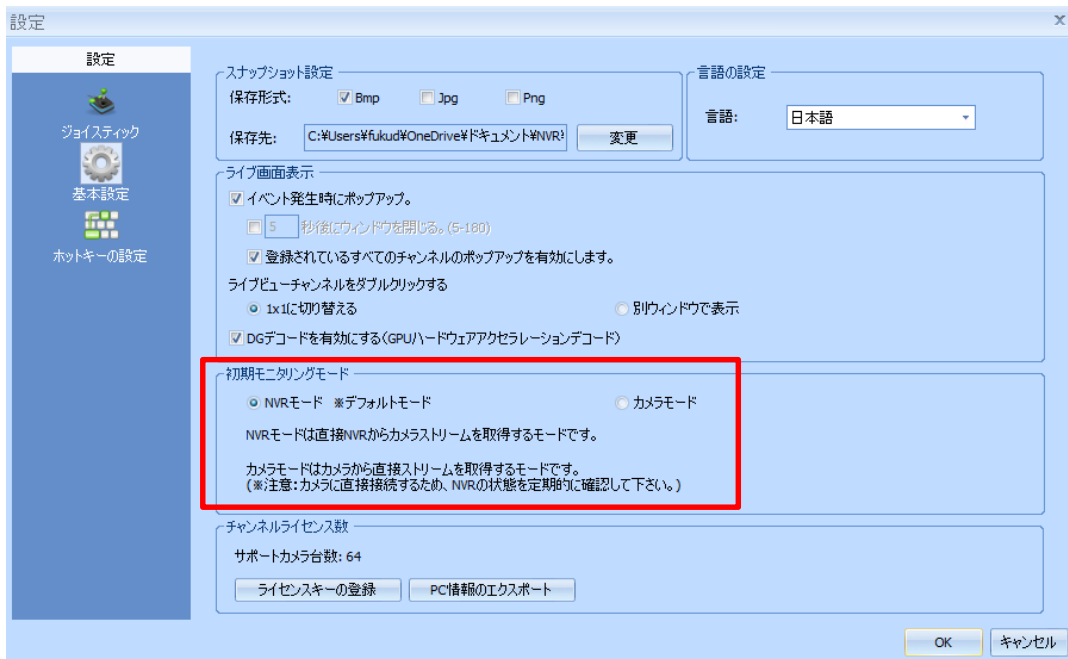 設定
設定
ジョイスティック
基本設定
ホットキーの設定
スナップショット設定
保存形式: Bmp Jpg Png
保存先: C:¥Users¥fukud¥OneDrive¥ドキュメント¥NVR¥ 変更
言語の設定
言語: 日本語
ライブ画面表示
イベント発生時にポップアップ。
5 秒後にウィンドウを閉じる。(5-180)
登録されているすべてのチャンネルのポップアップを有効にします。
ライブビューチャンネルをダブルクリックする
1x1に切り替える 別ウィンドウで表示
DGデコードを有効にする(GPUハードウェアアクセラレーションデコード)
初期モニタリングモード
NVRモード ※デフォルトモード カメラモード
NVRモードは直接NVRからカメラストリームを取得するモードです。
カメラモードはカメラから直接ストリームを取得するモードです。
(※注意:カメラに直接接続するため、NVRの状態を定期的に確認して下さい。)
チャンネルライセンス数
サポートカメラ台数: 64
ライセンスキーの登録 PC情報のエクスポート
OK キャンセル